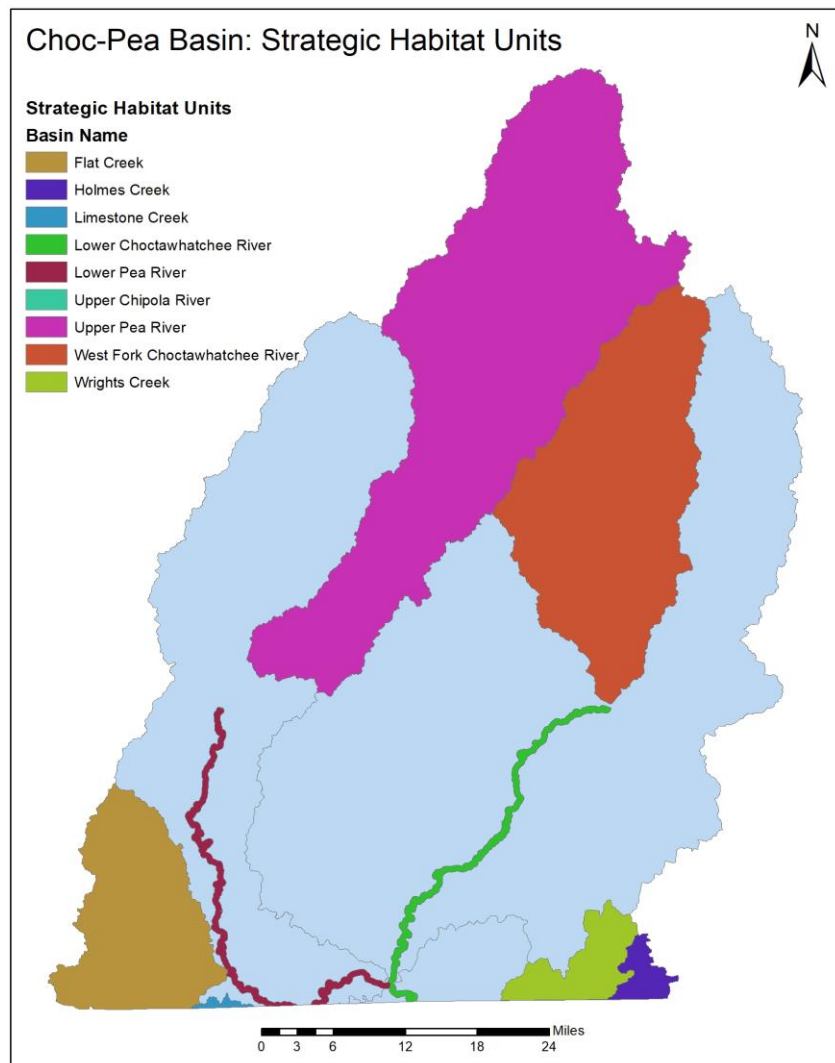 Choc-Pea Basin: Strategic Habitat Units
N
Strategic Habitat Units
Basin Name
Flat Creek
Holmes Creek
Limestone Creek
Lower Choctawhatchee River
Lower Pea River
Upper Chipola River
Upper Pea River
West Fork Choctawhatchee River
Wrights Creek
Miles
0 3 6 12 18 24